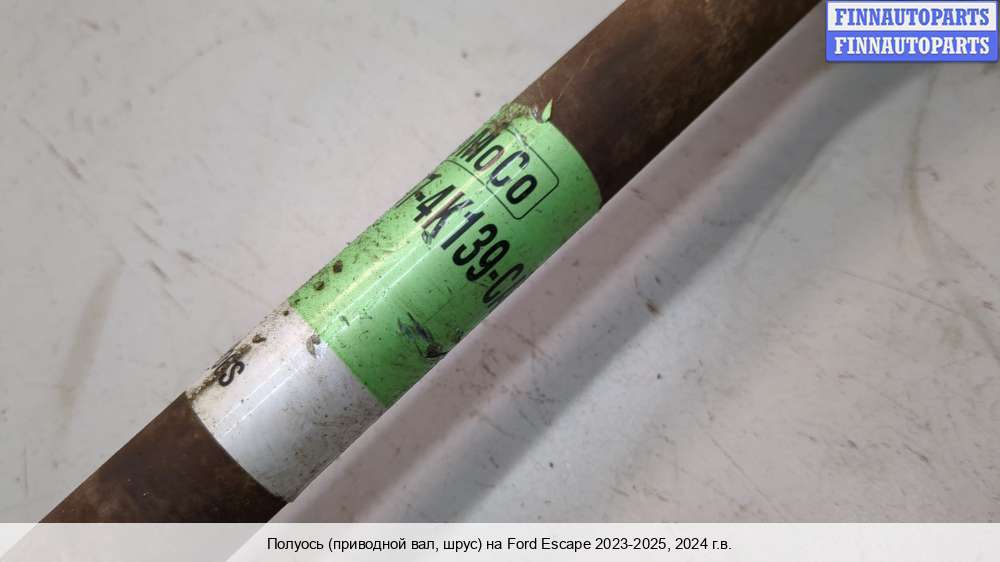 FINNAUTOPARTS
FINNAUTOPARTS
MoCo
-4K139-C
Полуось (приводной вал, шрус) на Ford Escape 2023-2025, 2024 г.в.